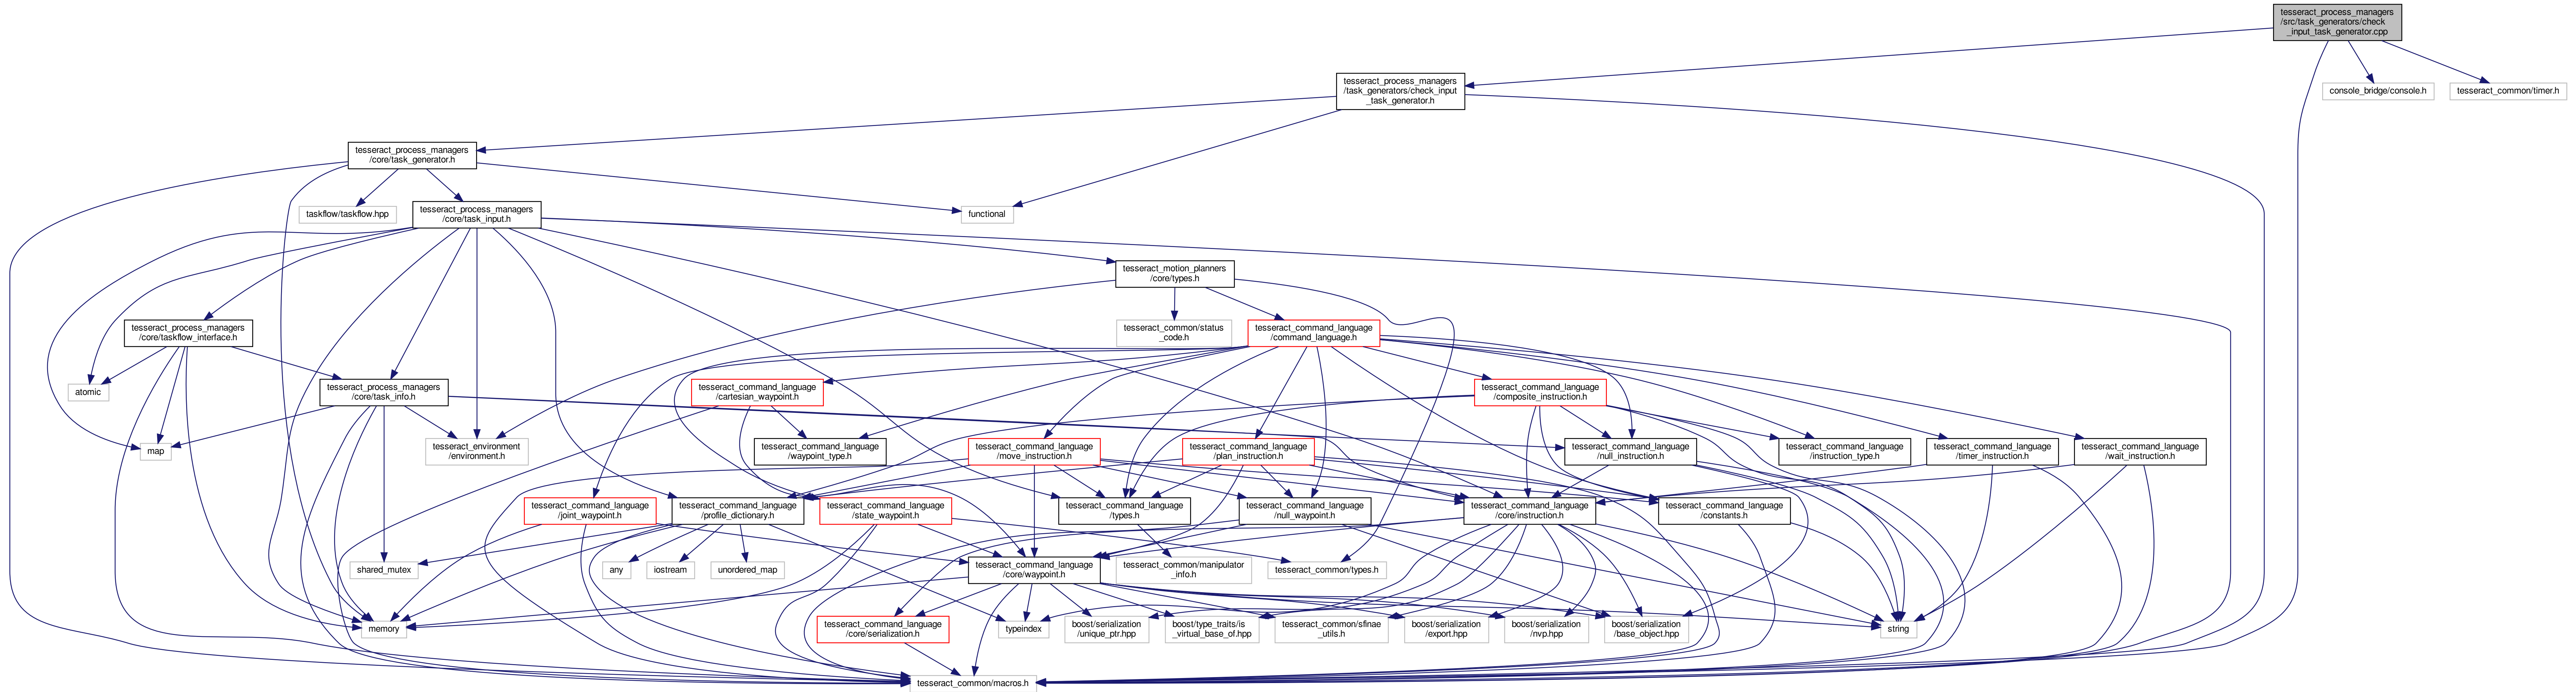 tesseract_process_managers
/src/task_generators/check
_input_task_generator.cpp
tesseract_process_managers
/task_generators/check_input
_task_generator.h
console_bridge/console.h
tesseract_common/timer.h
tesseract_process_managers
/core/task_generator.h
taskflow/taskflow.hpp
tesseract_process_managers
/core/task_input.h
functional
tesseract_motion_planners
/core/types.h
tesseract_process_managers
/core/taskflow_interface.h
tesseract_common/status
_code.h
tesseract_command_language
/command_language.h
atomic
tesseract_process_managers
/core/task_info.h
tesseract_command_language
/cartesian_waypoint.h
tesseract_command_language
/composite_instruction.h
map
tesseract_environment
/environment.h
tesseract_command_language
/waypoint_type.h
tesseract_command_language
/move_instruction.h
tesseract_command_language
/plan_instruction.h
tesseract_command_language
/null_instruction.h
tesseract_command_language
/instruction_type.h
tesseract_command_language
/timer_instruction.h
tesseract_command_language
/wait_instruction.h
tesseract_command_language
/joint_waypoint.h
tesseract_command_language
/profile_dictionary.h
tesseract_command_language
/state_waypoint.h
tesseract_command_language
/types.h
tesseract_command_language
/null_waypoint.h
tesseract_command_language
/core/instruction.h
tesseract_command_language
/constants.h
shared_mutex
any
iostream
unordered_map
tesseract_command_language
/core/waypoint.h
tesseract_common/manipulator
_info.h
tesseract_common/types.h
memory
tesseract_command_language
/core/serialization.h
typeindex
boost/serialization
/unique_ptr.hpp
boost/type_traits/is
_virtual_base_of.hpp
tesseract_common/sfinae
_utils.h
boost/serialization
/export.hpp
boost/serialization
/nvp.hpp
boost/serialization
/base_object.hpp
string
tesseract_common/macros.h